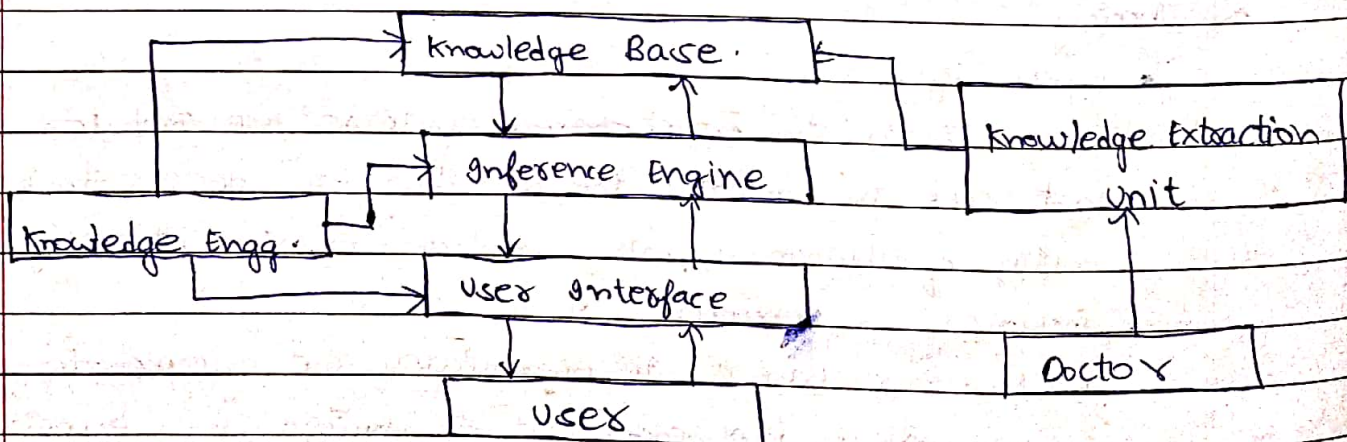 Knowledge Base.
Knowledge Extraction
Unit
Inference Engine
Knowledge Engg.
User Interface
Doctor
User